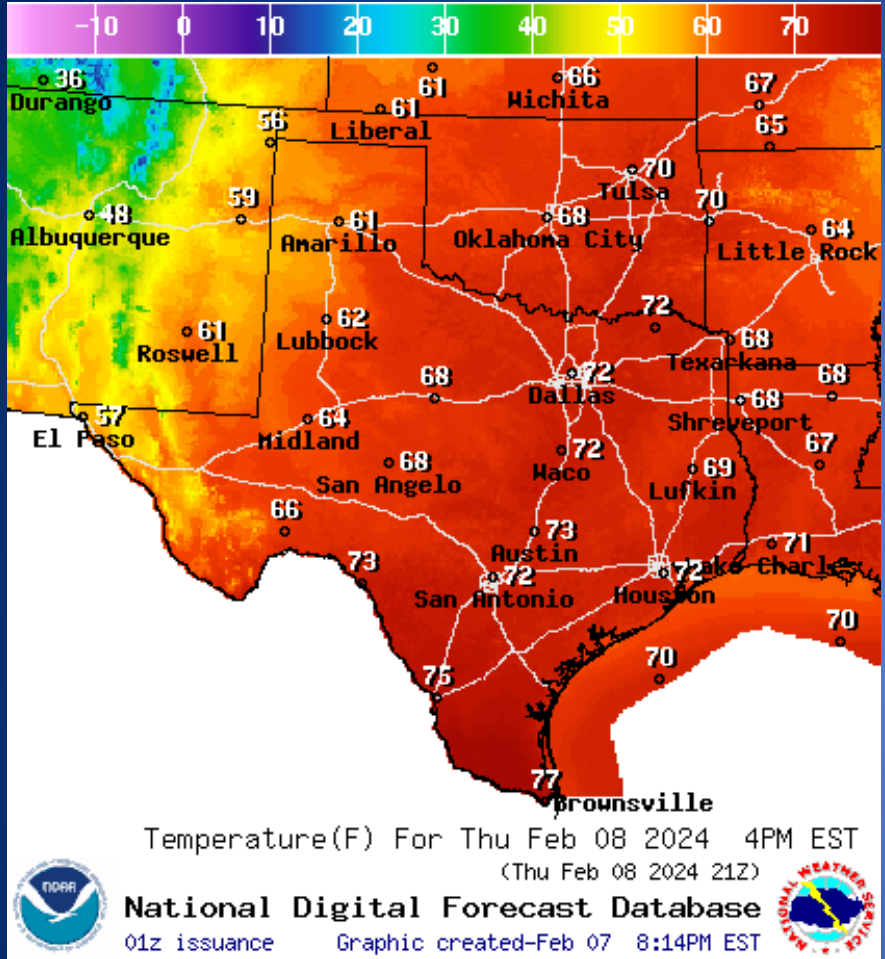 -10 0 10 20 30 40 50 60 70
36
Durango
61
66
Wichita
67
61
Liberal
56
65
70
Tulsa
48
Albuquerque
59
61
Amarillo
68
Oklahoma City
70
64
Little Rock
61
Roswell
62
Lubbock
72
68
Texarkana
72
Dallas
68
68
Shreveport
68
57
El Paso
64
Midland
68
San Angelo
72
Waco
69
Lufkin
67
66
73
Austin
71
Lake Charles
73
72
San Antonio
72
Houston
70
70
75
77
Brownsville
Temperature(F) For Thu Feb 08 2024 4PM EST
(Thu Feb 08 2024 21Z)
NOAA
National Digital Forecast Database
01z issuance Graphic created-Feb 07 8:14PM EST
NATIONAL WEATHER SERVICE